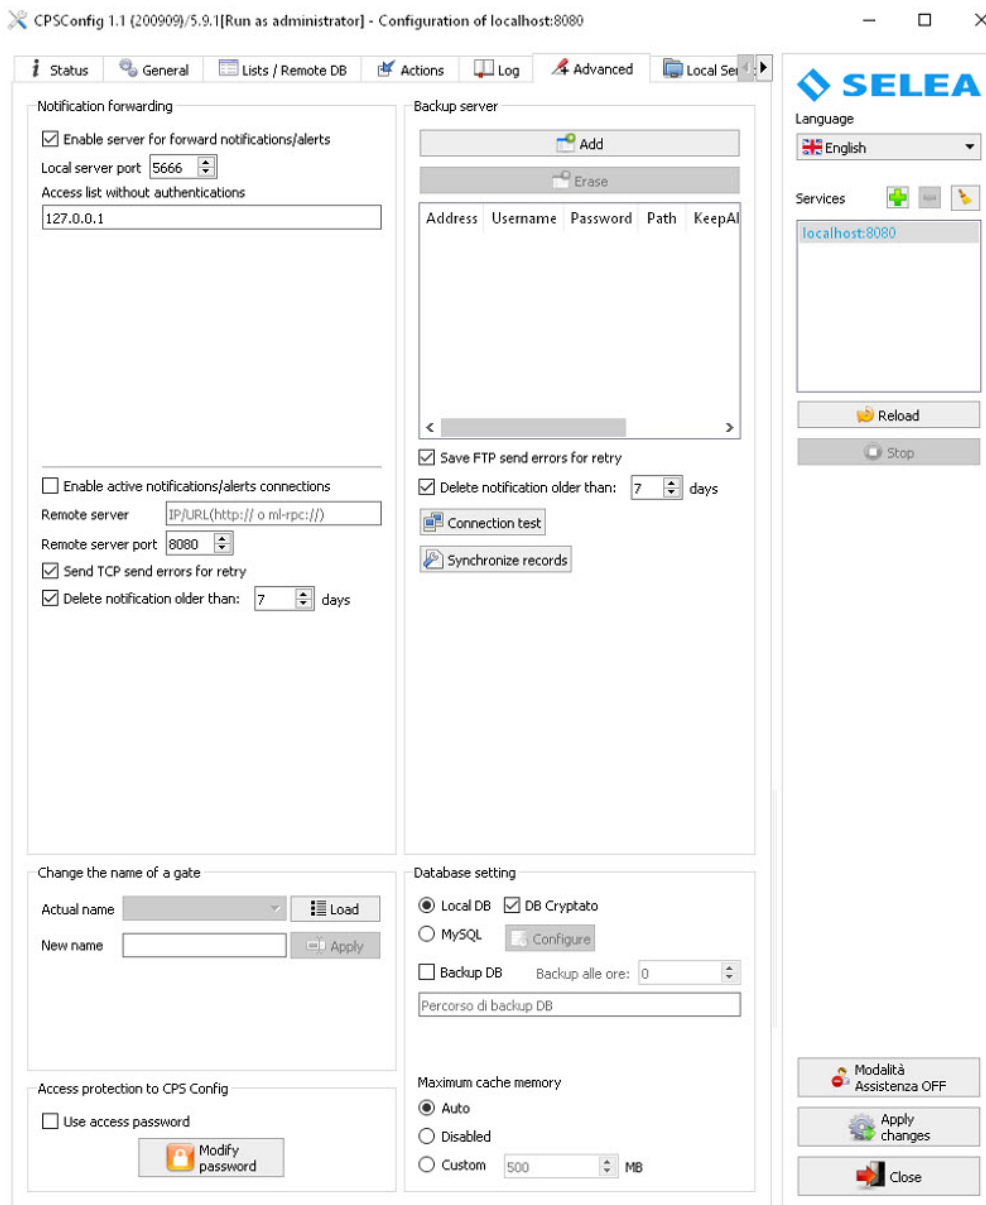 CPSConfig 1.1 (200909)/5.9.1[Run as administrator] - Configuration of localhost:8080
Status
General
Lists / Remote DB
Actions
Log
Advanced
Local Ser
Notification forwarding
Enable server for forward notifications/alerts
Local server port 5666
Access list without authentications
127.0.0.1
Enable active notifications/alerts connections
Remote server IP/URL(http:// o ml-rpc://)
Remote server port 8080
Send TCP send errors for retry
Delete notification older than: 7 days
Backup server
Add
Erase
Address Username Password Path KeepAl
Save FTP send errors for retry
Delete notification older than: 7 days
Connection test
Synchronize records
Change the name of a gate
Actual name Load
New name Apply
Access protection to CPS Config
Use access password
Modify
password
Database setting
Local DB DB Cryptato
MySQL Configure
Backup DB Backup alle ore: 0
Percorso di backup DB
Maximum cache memory
Auto
Disabled
Custom 500 MB
SELEA
Language
English
Services
localhost:8080
Reload
Stop
Modalità
Assistenza OFF
Apply
changes
Close